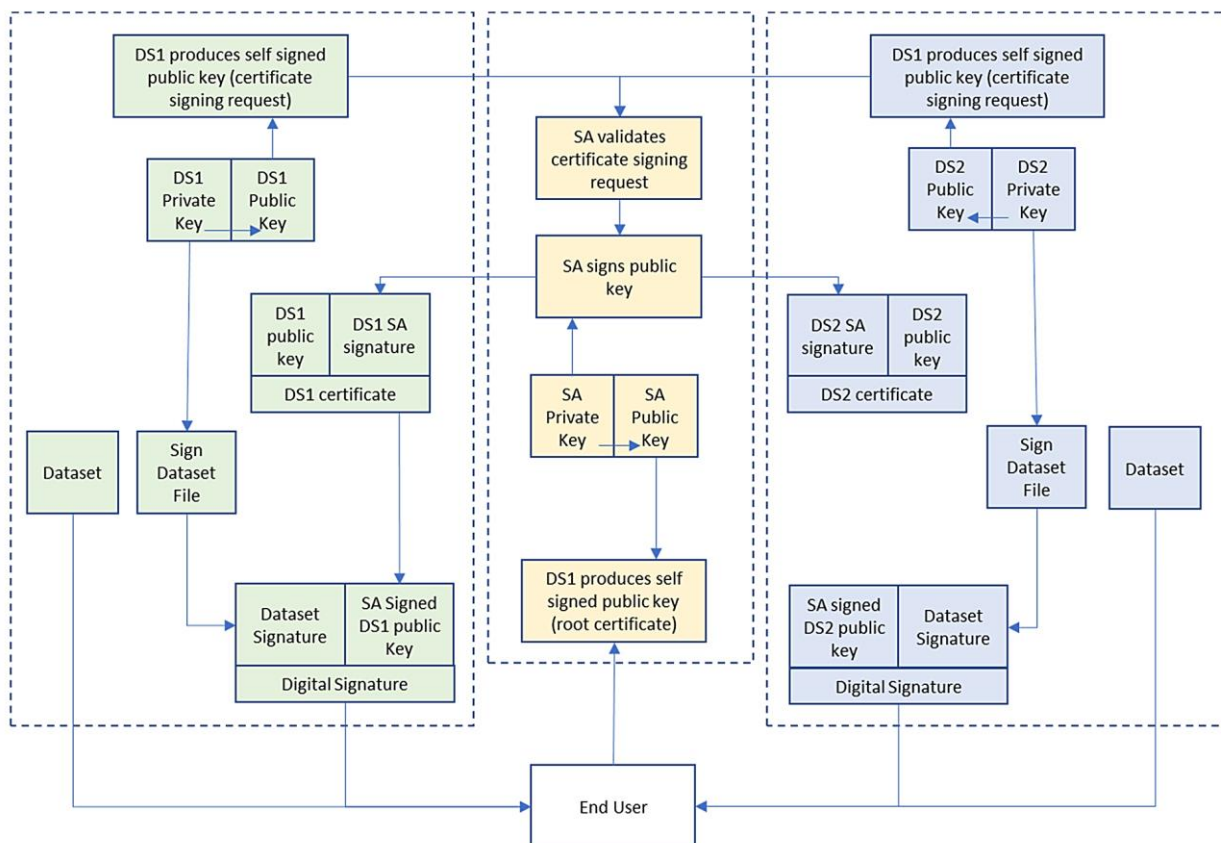 DS1 produces self signed
public key (certificate
signing request)
DS1
Private
Key
DS1
Public
Key
DS1
public
key
DS1 SA
signature
DS1 certificate
Dataset
Sign
Dataset
File
Dataset
Signature
SA Signed
DS1 public
Key
Digital Signature
SA validates
certificate signing
request
SA signs public
key
SA
Private
Key
SA
Public
Key
DS1 produces self
signed public key
(root certificate)
DS1 produces self signed
public key (certificate
signing request)
DS2
Public
Key
DS2
Private
Key
DS2 SA
signature
DS2
public
key
DS2 certificate
Sign
Dataset
File
Dataset
SA signed
DS2 public
key
Dataset
Signature
Digital Signature
End User